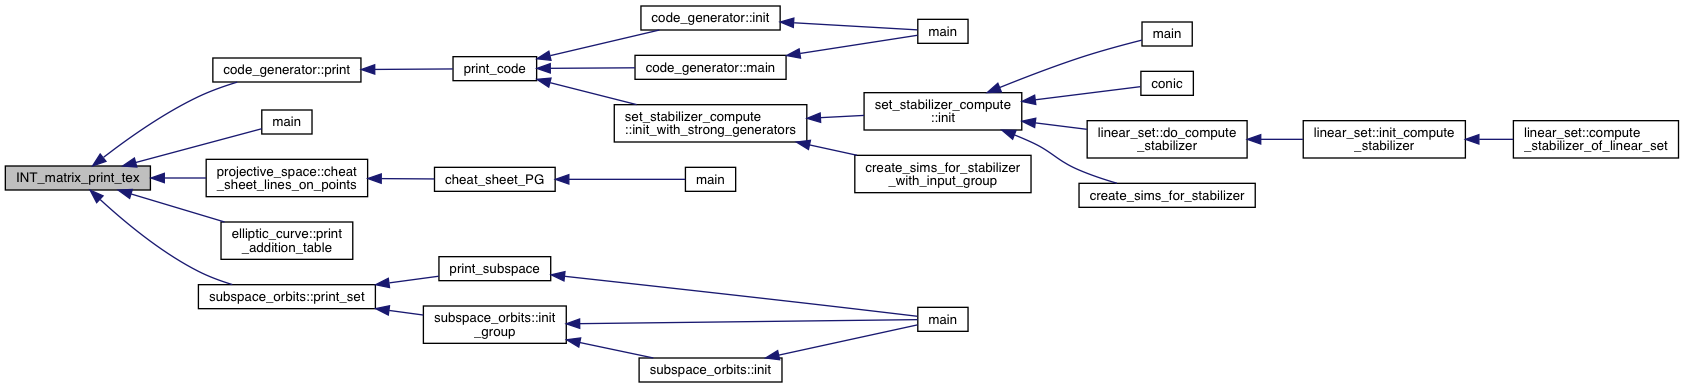 INT_matrix_print_tex
code_generator::print
main
projective_space::cheat
_sheet_lines_on_points
elliptic_curve::print
_addition_table
subspace_orbits::print_set
print_code
cheat_sheet_PG
print_subspace
subspace_orbits::init
_group
code_generator::init
code_generator::main
set_stabilizer_compute
::init_with_strong_generators
main
subspace_orbits::init
main
set_stabilizer_compute
::init
create_sims_for_stabilizer
_with_input_group
main
main
conic
linear_set::do_compute
_stabilizer
create_sims_for_stabilizer
linear_set::init_compute
_stabilizer
linear_set::compute
_stabilizer_of_linear_set